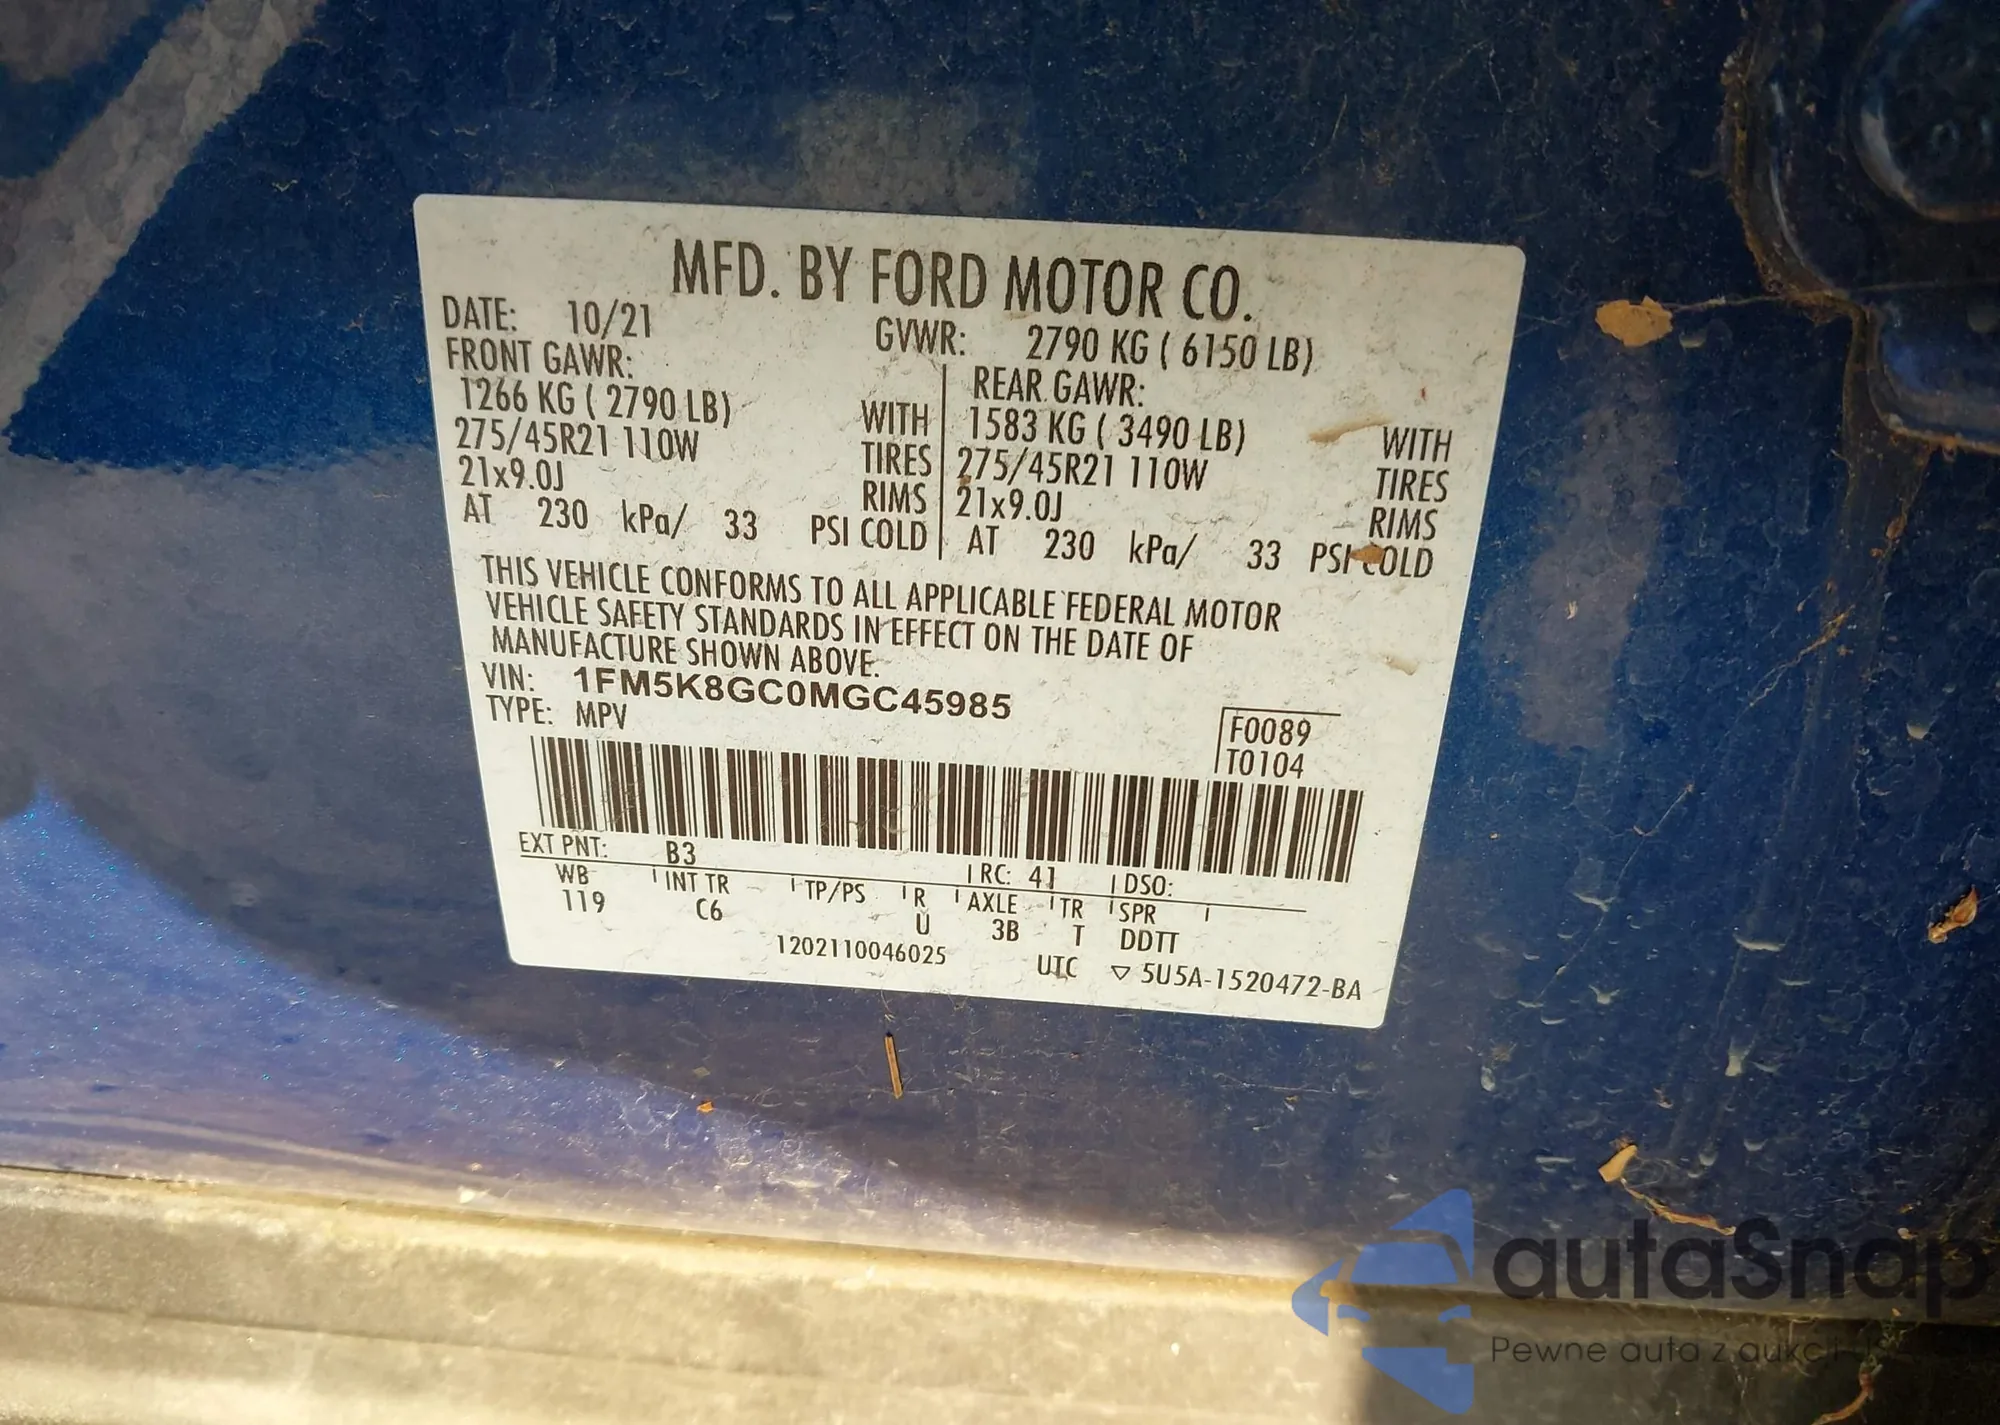 MFD. BY FORD MOTOR CO.
DATE: 10/21 GVWR: 2790 KG ( 6150 LB)
FRONT GAWR: REAR GAWR:
1266 KG ( 2790 LB) WITH 1583 KG ( 3490 LB) WITH
275/45R21 110W TIRES 275/45R21 110W TIRES
21x9.0J RIMS 21x9.0J RIMS
AT 230 kPa/ 33 PSI COLD AT 230 kPa/ 33 PSI COLD
THIS VEHICLE CONFORMS TO ALL APPLICABLE FEDERAL MOTOR
VEHICLE SAFETY STANDARDS IN EFFECT ON THE DATE OF
MANUFACTURE SHOWN ABOVE.
VIN: 1FM5K8GC0MGC45985
TYPE: MPV
F0089
T0104
EXT PNT: B3 RC: 41 DSO:
WB INT TR TP/PS R AXLE TR SPR
119 C6 U 3B T DDTT
1202110046025 UTC ▽ 5U5A-1520472-BA
autaSnap
Pewne auta z aukcji